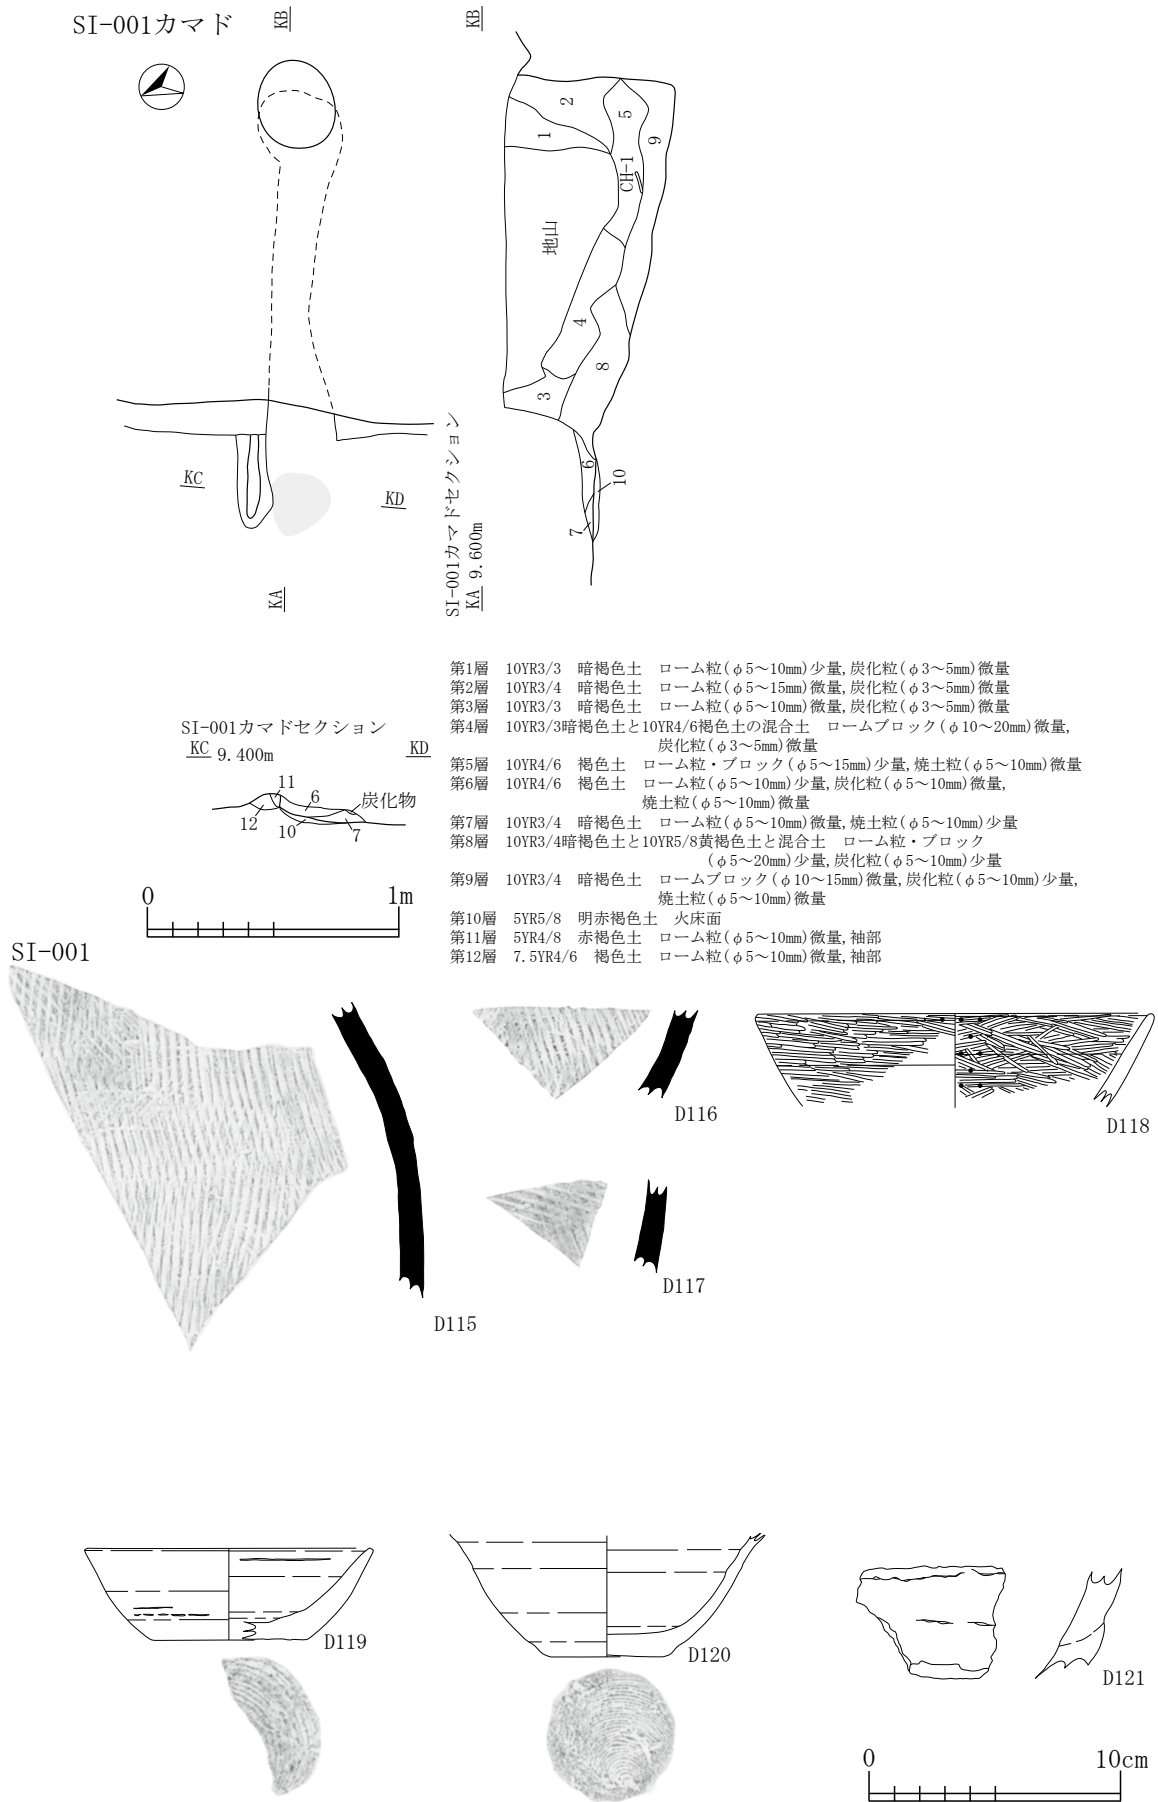 SI-001カマド
KB
KB
2
5
1
9
CH-1
地山
4
8
3
6
10
7
KC
KD
KA
SI-001カマドセクション
KA 9.600m
第1層 10YR3/3 暗褐色土 ローム粒(φ5～10㎜)少量,炭化粒(φ3～5㎜)微量
第2層 10YR3/4 暗褐色土 ローム粒(φ5～15㎜)微量,炭化粒(φ3～5㎜)微量
第3層 10YR3/3 暗褐色土 ローム粒(φ5～10㎜)微量,炭化粒(φ3～5㎜)微量
第4層 10YR3/3暗褐色土と10YR4/6褐色土の混合土 ロームブロック(φ10～20㎜)微量,
炭化粒(φ3～5㎜)微量
第5層 10YR4/6 褐色土 ローム粒・ブロック(φ5～15㎜)少量,焼土粒(φ5～10㎜)微量
第6層 10YR4/6 褐色土 ローム粒(φ5～10㎜)少量,炭化粒(φ5～10㎜)微量,
焼土粒(φ5～10㎜)微量
第7層 10YR3/4 暗褐色土 ローム粒(φ5～10㎜)微量,焼土粒(φ5～10㎜)少量
第8層 10YR3/4暗褐色土と10YR5/8黄褐色土と混合土 ローム粒・ブロック
(φ5～20㎜)少量,炭化粒(φ5～10㎜)少量
第9層 10YR3/4 暗褐色土 ロームブロック(φ10～15㎜)微量,炭化粒(φ5～10㎜)少量,
焼土粒(φ5～10㎜)微量
第10層 5YR5/8 明赤褐色土 火床面
第11層 5YR4/8 赤褐色土 ローム粒(φ5～10㎜)微量,袖部
第12層 7.5YR4/6 褐色土 ローム粒(φ5～10㎜)微量,袖部
SI-001カマドセクション
KC 9.400m KD
11
6
炭化物
12
10
7
0 1m
SI-001
D115
D116
D117
D118
D119
D120
D121
0 10cm